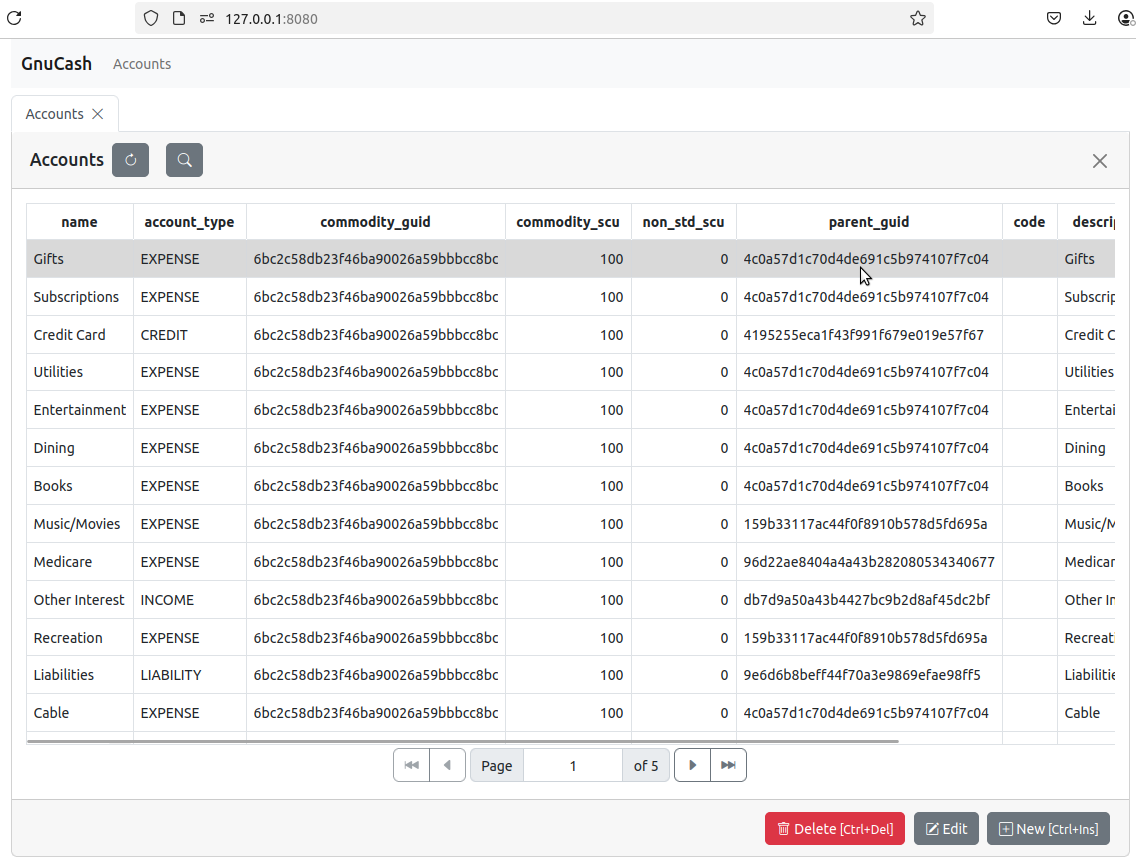 127.0.0.1:8080
GnuCash Accounts
Accounts
Accounts
name account_type commodity_guid commodity_scu non_std_scu parent_guid code descrip
Gifts EXPENSE 6bc2c58db23f46ba90026a59bbbcc8bc 100 0 4c0a57d1c70d4de691c5b974107f7c04 Gifts
Subscriptions EXPENSE 6bc2c58db23f46ba90026a59bbbcc8bc 100 0 4c0a57d1c70d4de691c5b974107f7c04 Subscrip
Credit Card CREDIT 6bc2c58db23f46ba90026a59bbbcc8bc 100 0 4195255eca1f43f991f679e019e57f67 Credit C
Utilities EXPENSE 6bc2c58db23f46ba90026a59bbbcc8bc 100 0 4c0a57d1c70d4de691c5b974107f7c04 Utilities
Entertainment EXPENSE 6bc2c58db23f46ba90026a59bbbcc8bc 100 0 4c0a57d1c70d4de691c5b974107f7c04 Entertai
Dining EXPENSE 6bc2c58db23f46ba90026a59bbbcc8bc 100 0 4c0a57d1c70d4de691c5b974107f7c04 Dining
Books EXPENSE 6bc2c58db23f46ba90026a59bbbcc8bc 100 0 4c0a57d1c70d4de691c5b974107f7c04 Books
Music/Movies EXPENSE 6bc2c58db23f46ba90026a59bbbcc8bc 100 0 159b33117ac44f0f8910b578d5fd695a Music/M
Medicare EXPENSE 6bc2c58db23f46ba90026a59bbbcc8bc 100 0 96d22ae8404a4a43b282080534340677 Medicar
Other Interest INCOME 6bc2c58db23f46ba90026a59bbbcc8bc 100 0 db7d9a50a43b4427bc9b2d8af45dc2bf Other In
Recreation EXPENSE 6bc2c58db23f46ba90026a59bbbcc8bc 100 0 159b33117ac44f0f8910b578d5fd695a Recreati
Liabilities LIABILITY 6bc2c58db23f46ba90026a59bbbcc8bc 100 0 9e6d6b8beff44f70a3e9869efae98ff5 Liabilitie
Cable EXPENSE 6bc2c58db23f46ba90026a59bbbcc8bc 100 0 4c0a57d1c70d4de691c5b974107f7c04 Cable
Page 1 of 5
Delete [Ctrl+Del] Edit New [Ctrl+Ins]